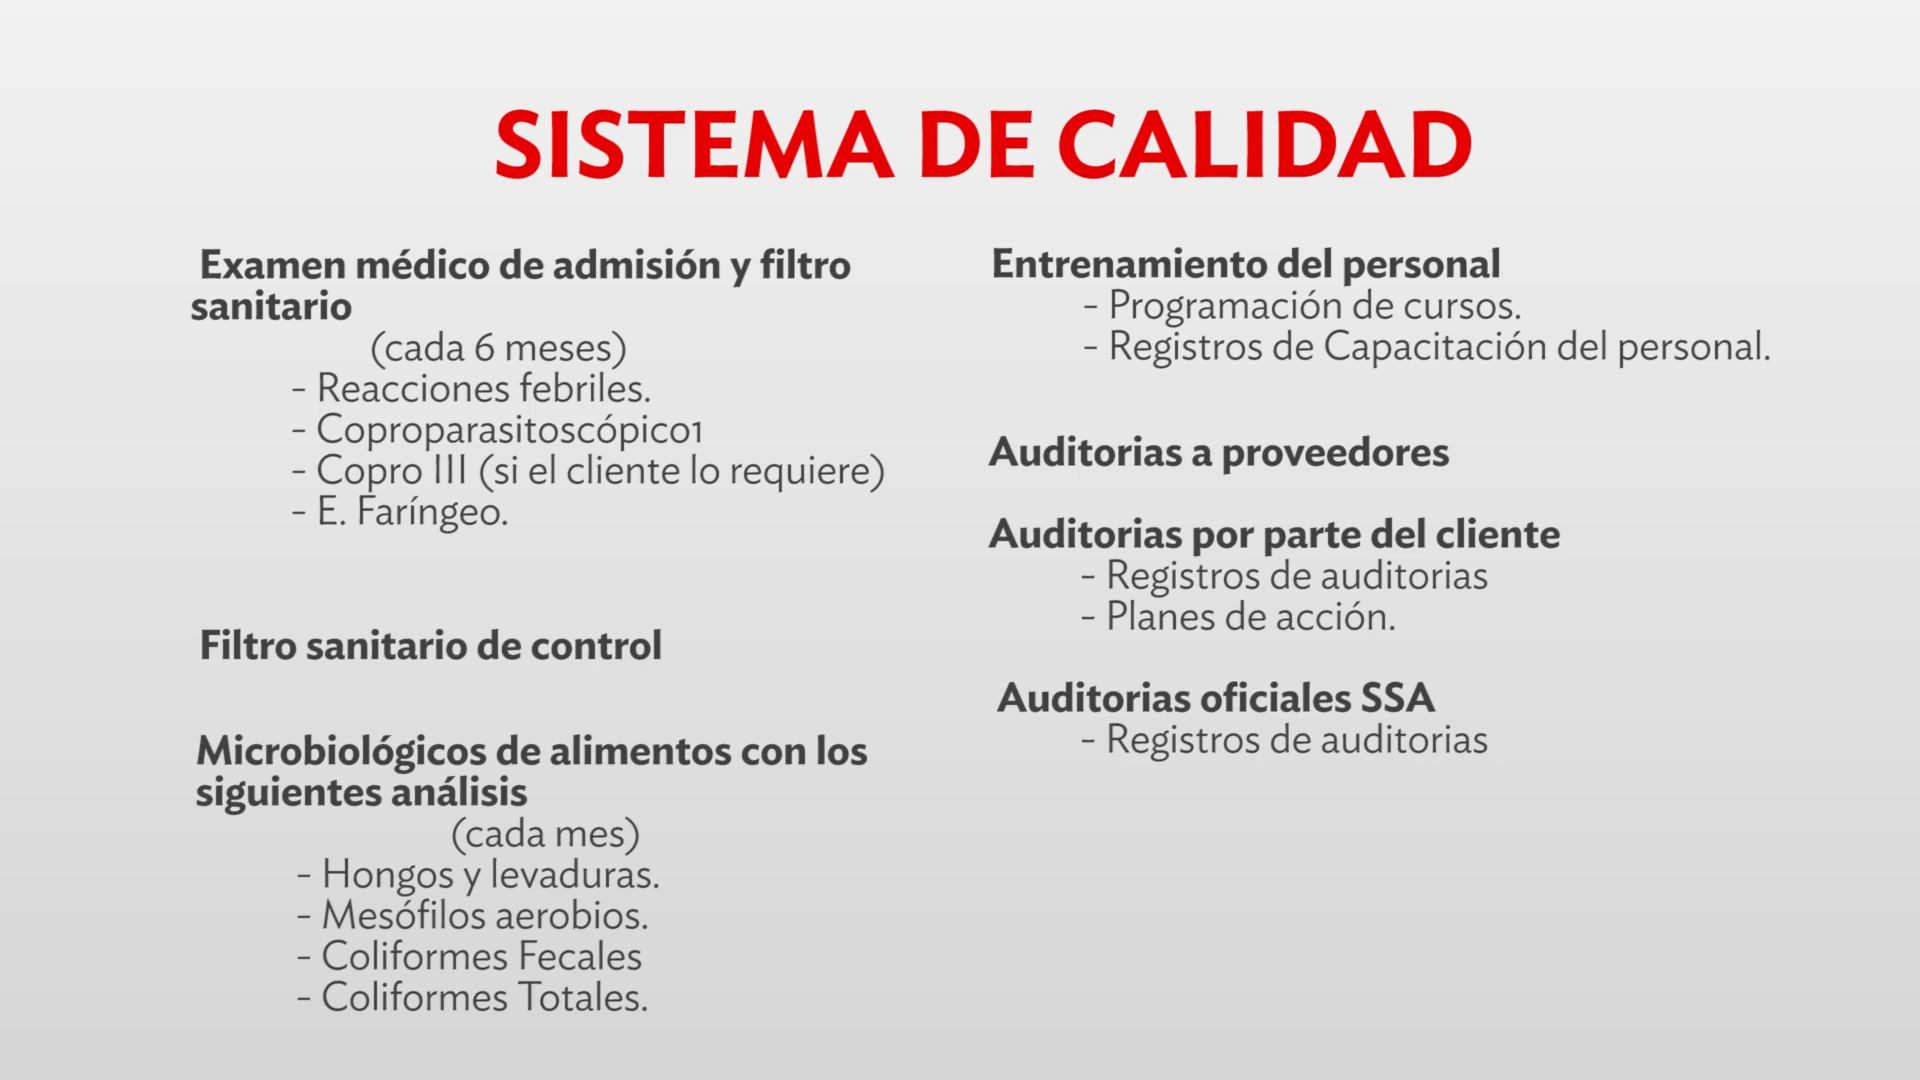 SISTEMA DE CALIDAD
Examen médico de admisión y filtro
sanitario
(cada 6 meses)
- Reacciones febriles.
- Coproparasitoscópico1
- Copro III (si el cliente lo requiere)
- E. Faríngeo.
Filtro sanitario de control
Microbiológicos de alimentos con los
siguientes análisis
(cada mes)
- Hongos y levaduras.
- Mesófilos aerobios.
- Coliformes Fecales
- Coliformes Totales.
Entrenamiento del personal
- Programación de cursos.
- Registros de Capacitación del personal.
Auditorias a proveedores
Auditorias por parte del cliente
- Registros de auditorias
- Planes de acción.
Auditorias oficiales SSA
- Registros de auditorias